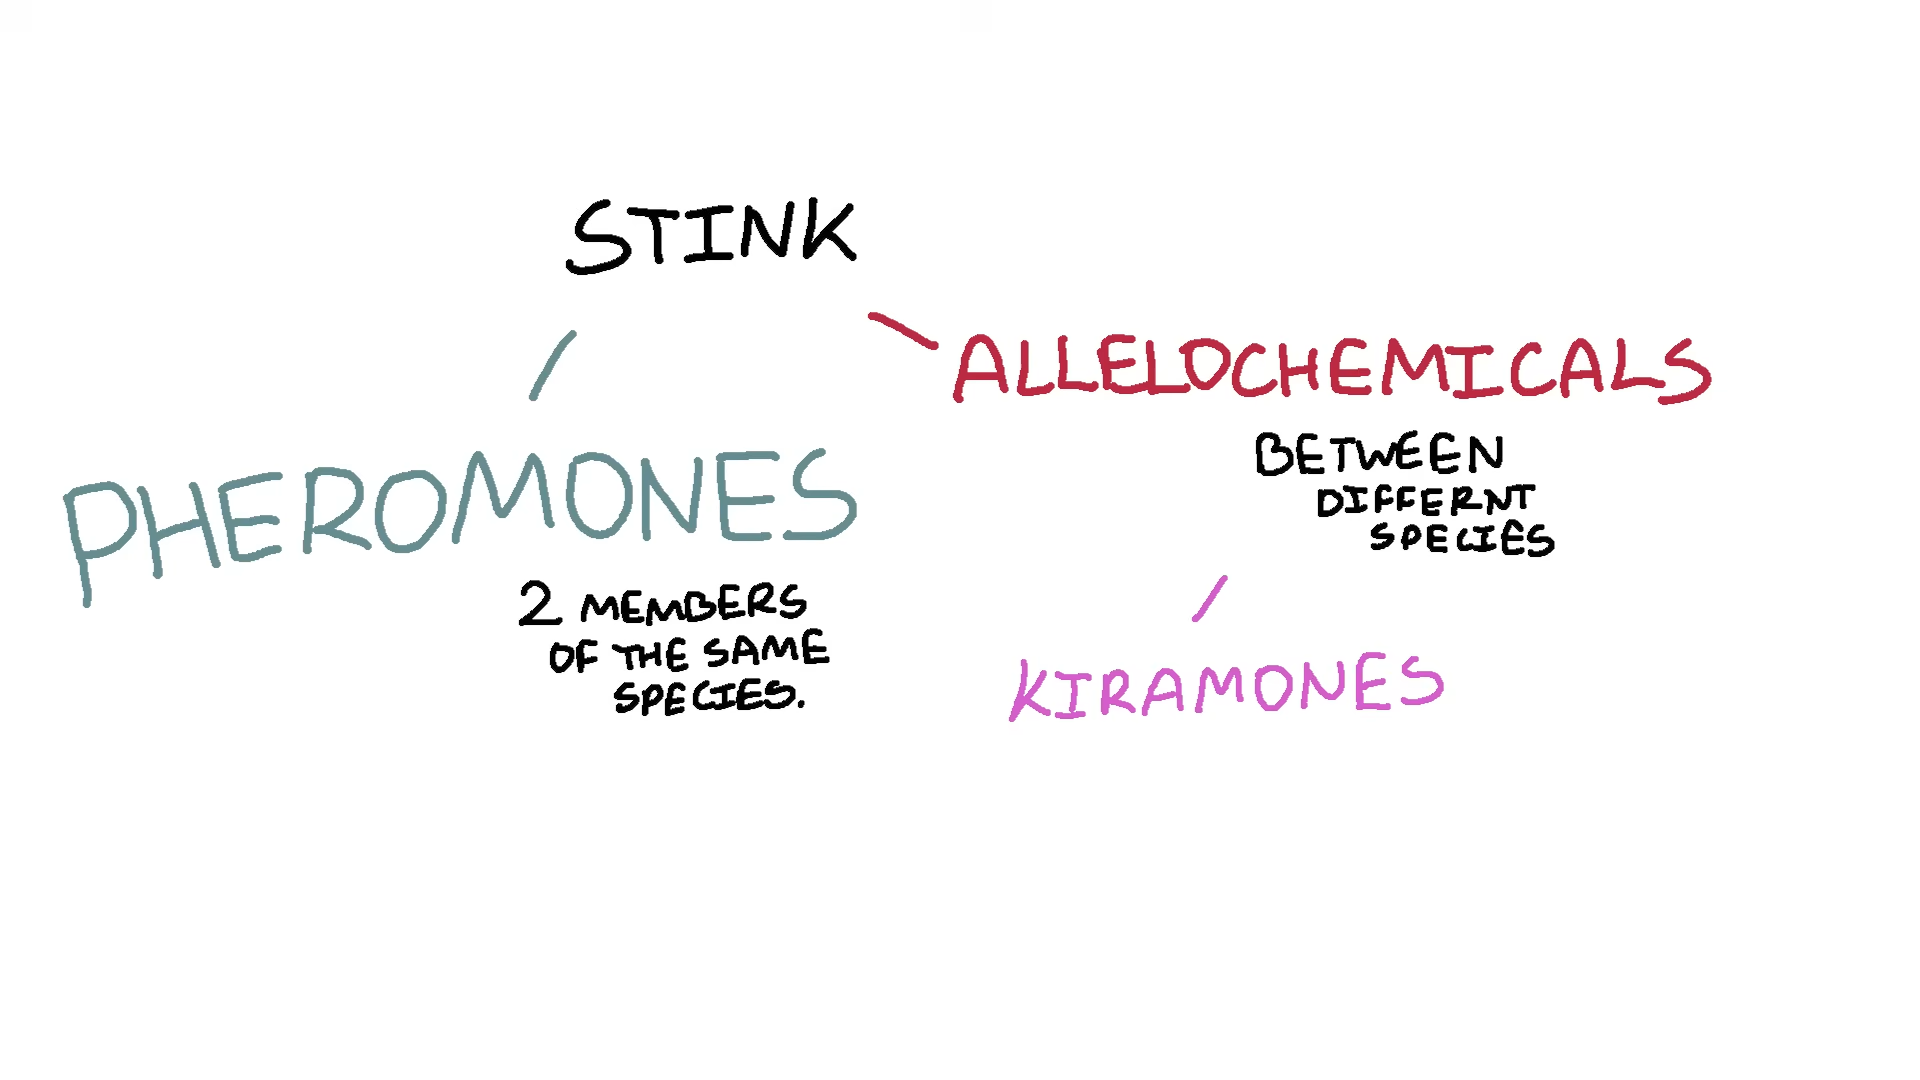 STINK
ALLELOCHEMICALS
BETWEEN
DIFFERNT
SPECIES
PHEROMONES
2 MEMBERS
OF THE SAME
SPECIES.
KIRAMONES